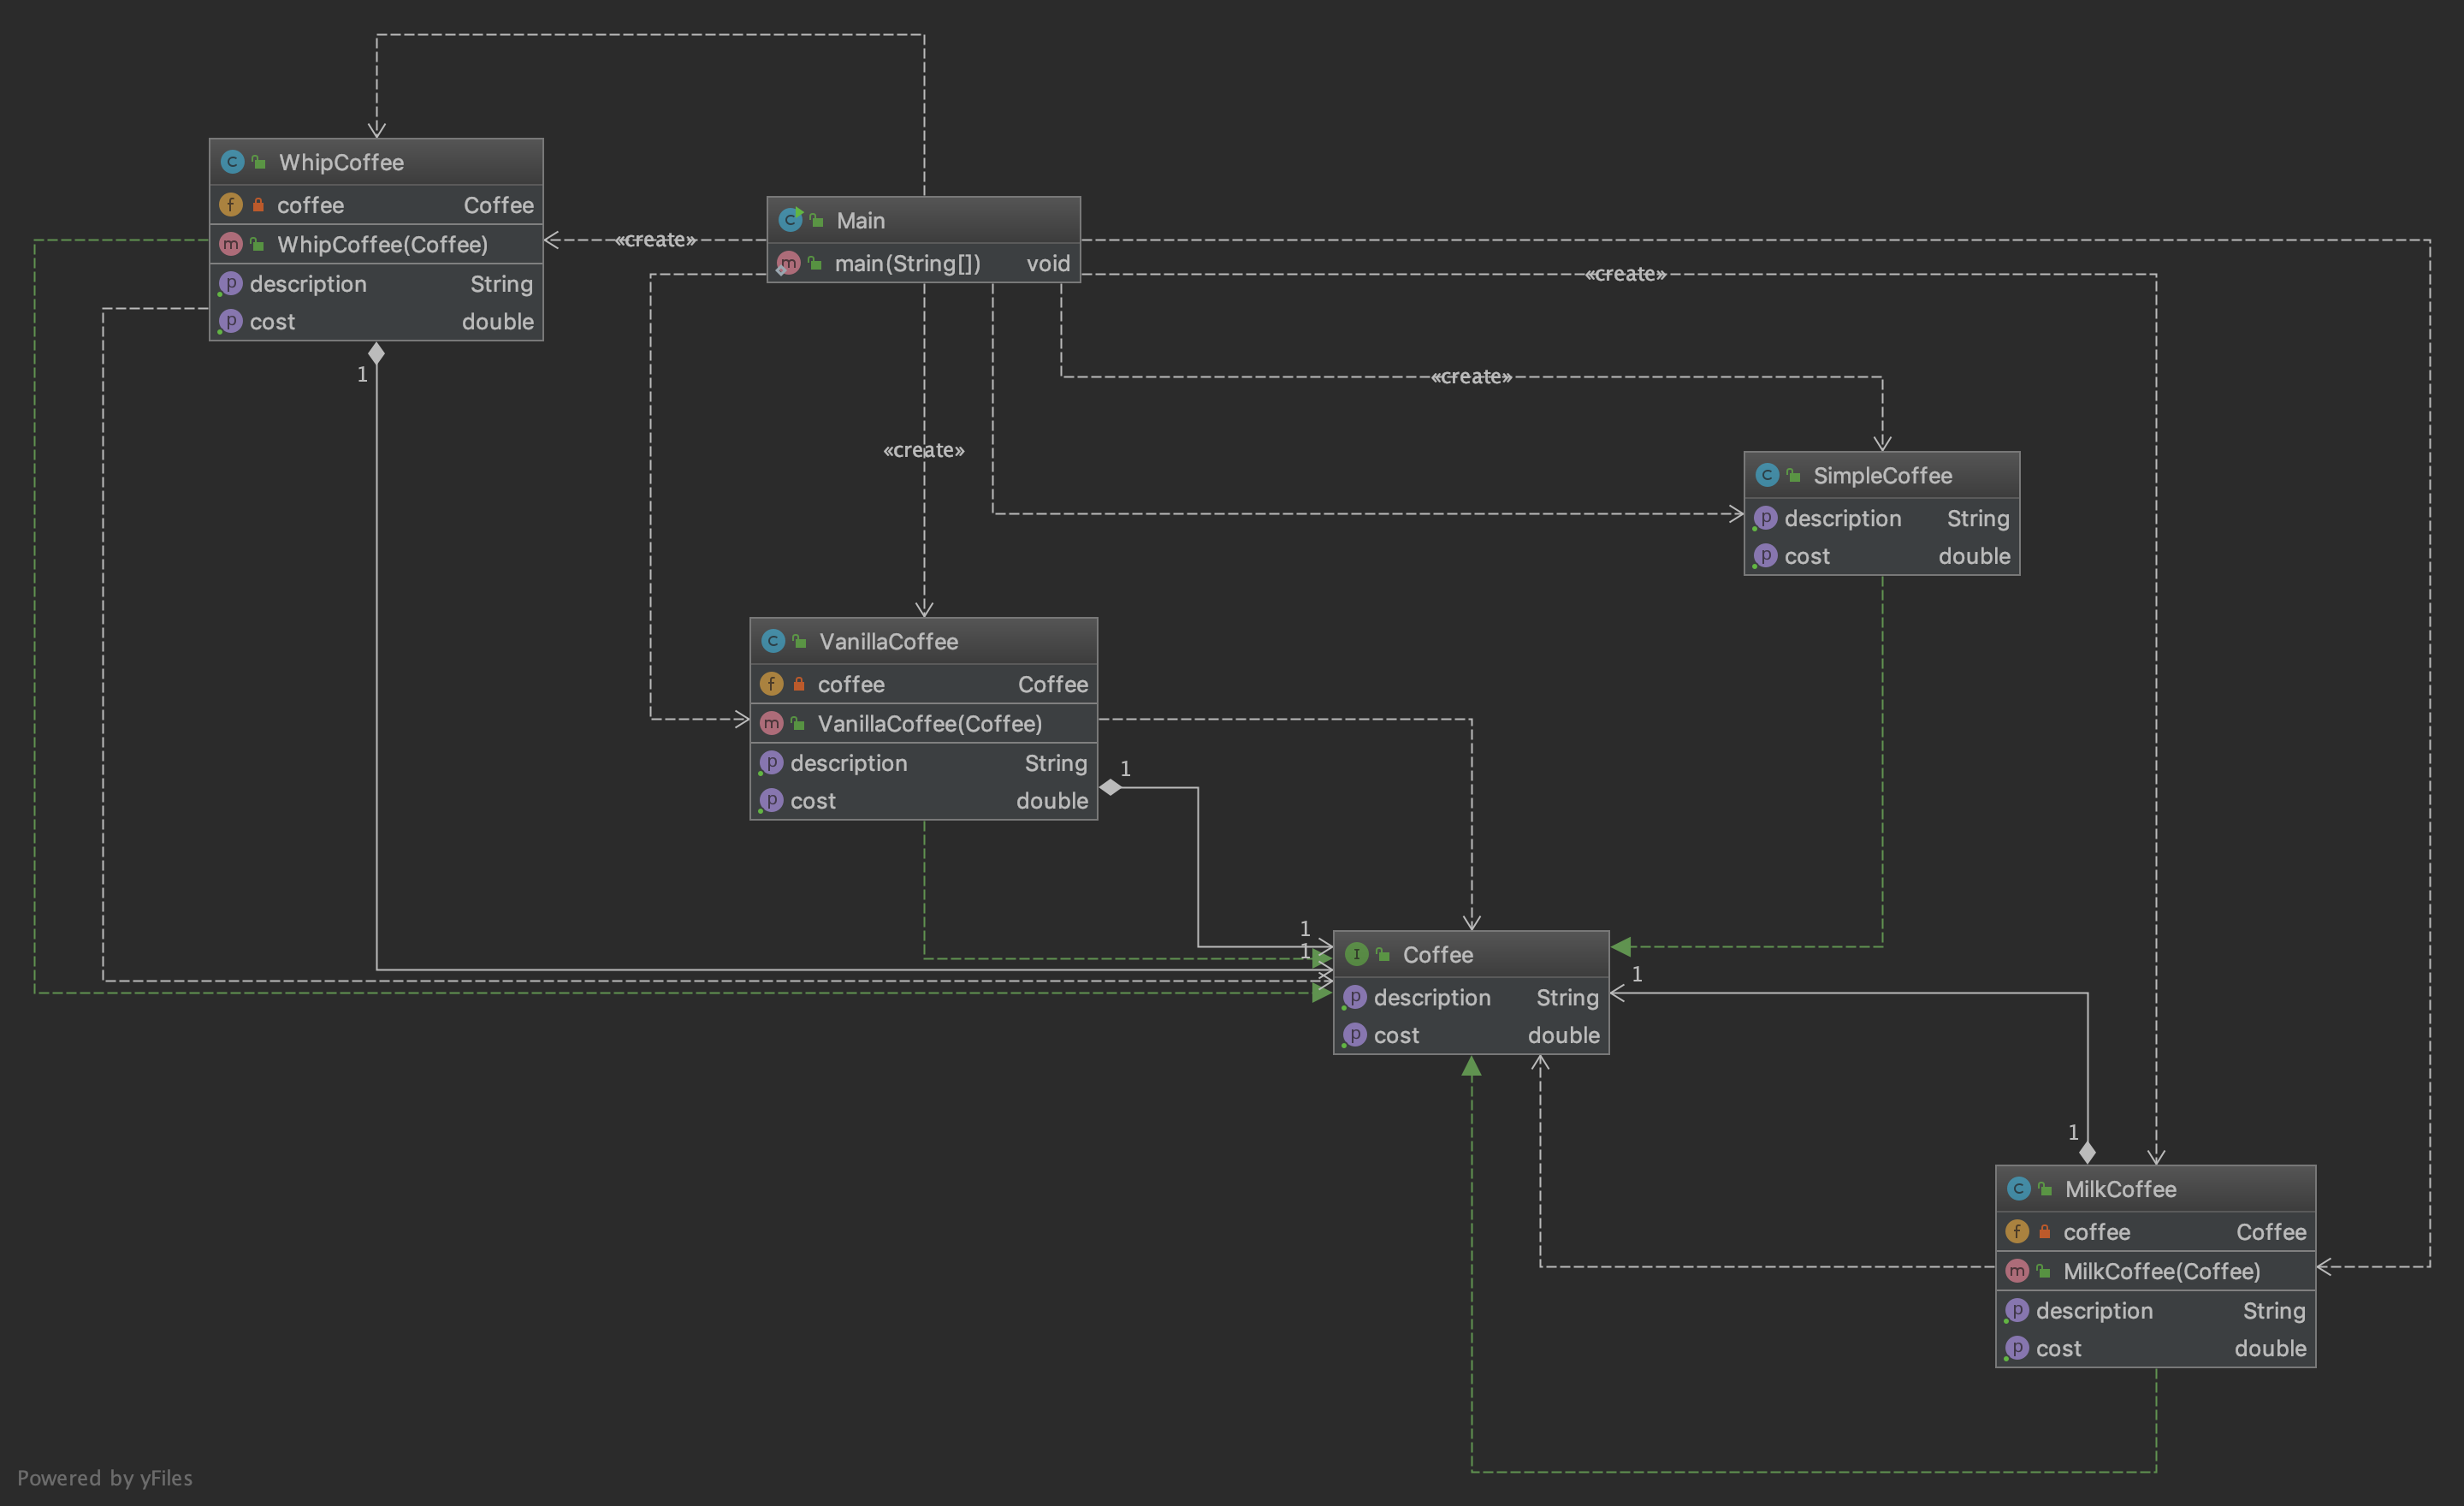 WhipCoffee
coffee Coffee
WhipCoffee(Coffee)
description String
cost double
1
Main
main(String[]) void
«create»
«create»
«create»
«create»
SimpleCoffee
description String
cost double
VanillaCoffee
coffee Coffee
VanillaCoffee(Coffee)
description String
cost double
1
1
1
Coffee
description String
cost double
1
1
MilkCoffee
coffee Coffee
MilkCoffee(Coffee)
description String
cost double
Powered by yFiles